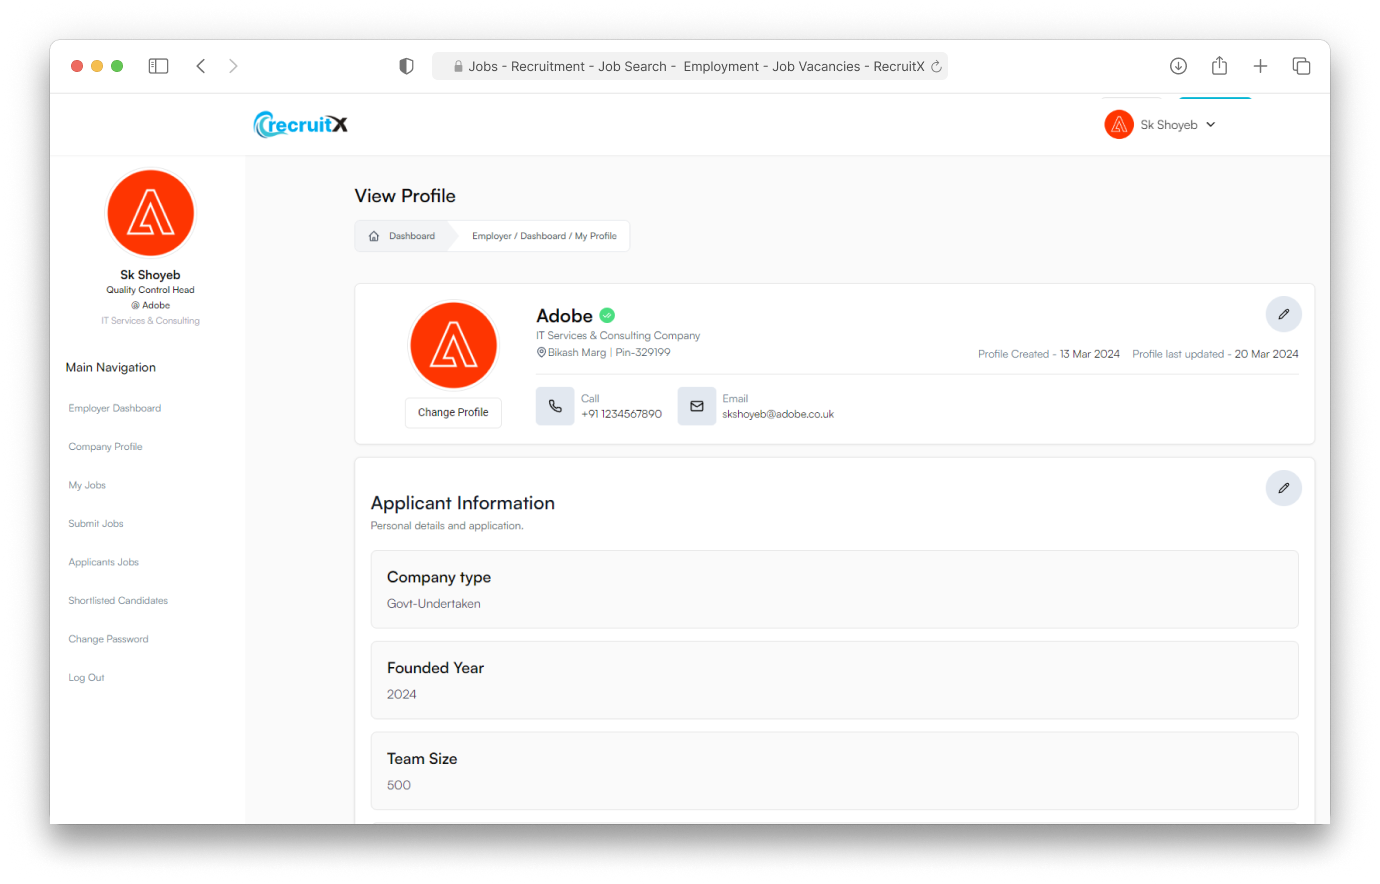 Jobs - Recruitment - Job Search - Employment - Job Vacancies - RecruitX
recruitX
Sk Shoyeb
Sk Shoyeb
Quality Control Head
@ Adobe
IT Services & Consulting
Main Navigation
Employer Dashboard
Company Profile
My Jobs
Submit Jobs
Applicants Jobs
Shortlisted Candidates
Change Password
Log Out
View Profile
Dashboard
Employer / Dashboard / My Profile
Adobe
IT Services & Consulting Company
Bikash Marg | Pin-329199
Profile Created - 13 Mar 2024 Profile last updated - 20 Mar 2024
Change Profile
Call
+91 1234567890
Email
skshoyeb@adobe.co.uk
Applicant Information
Personal details and application.
Company type
Govt-Undertaken
Founded Year
2024
Team Size
500